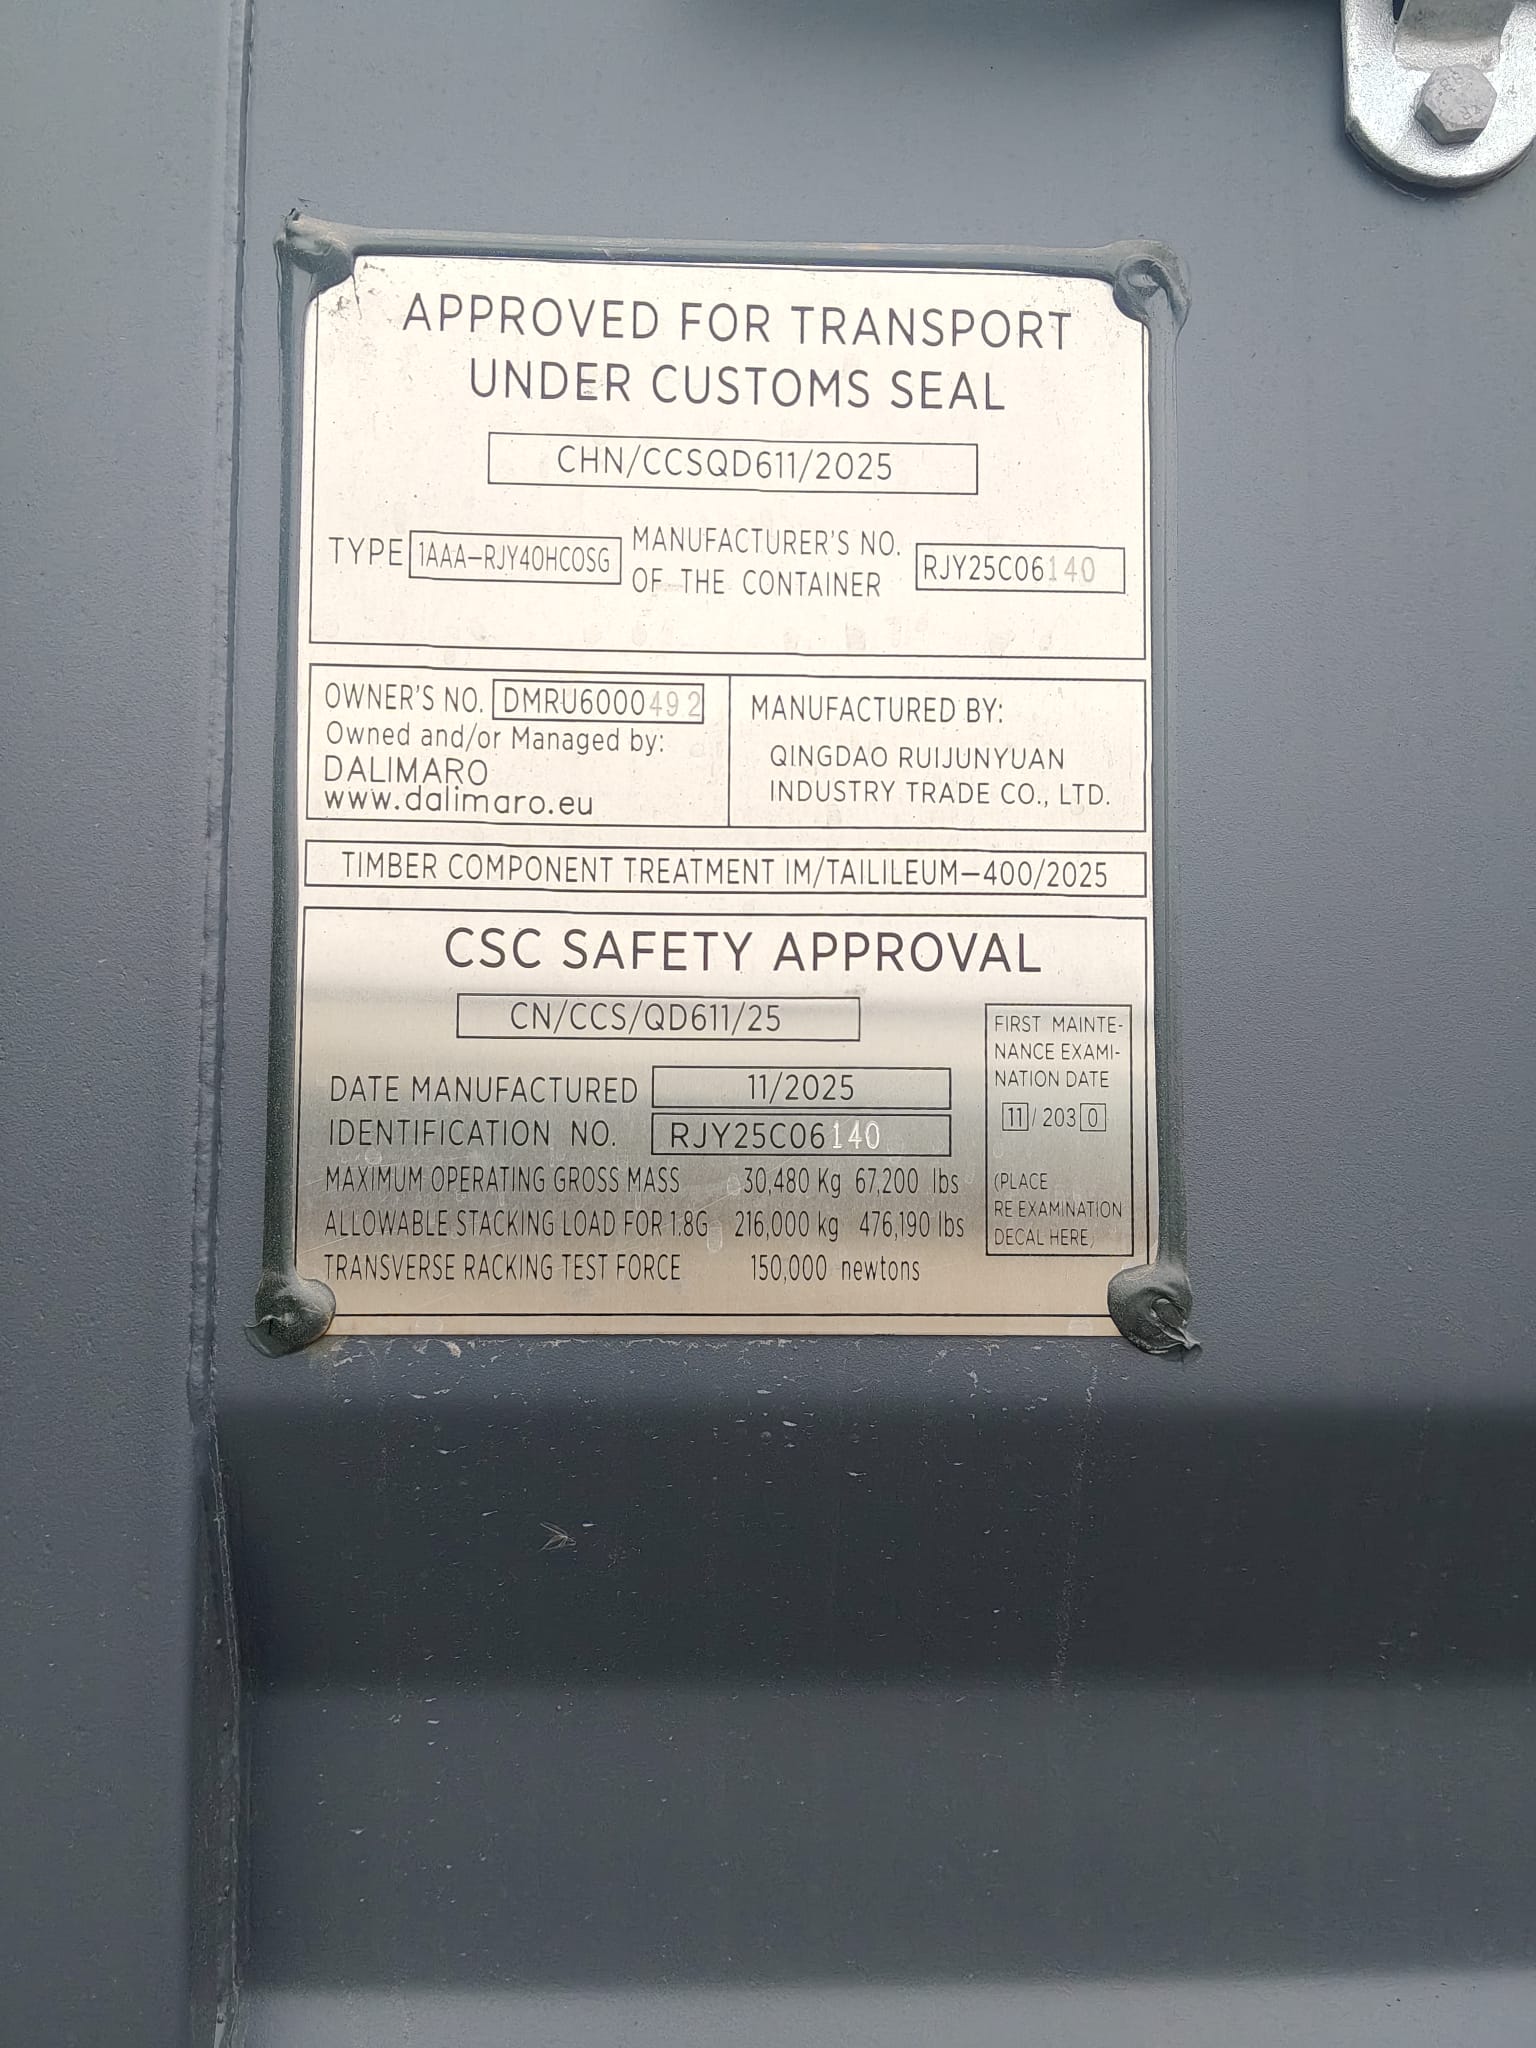 APPROVED FOR TRANSPORT
UNDER CUSTOMS SEAL
CHN/CCSQD611/2025
TYPE 1AAA-RJY40HCOSG MANUFACTURER'S NO. OF THE CONTAINER RJY25C06140
OWNER'S NO. DMRU6000492
Owned and/or Managed by:
DALIMARO
www.dalimaro.eu
MANUFACTURED BY:
QINGDAO RUIJUNYUAN
INDUSTRY TRADE CO., LTD.
TIMBER COMPONENT TREATMENT IM/TAILILEUM-400/2025
CSC SAFETY APPROVAL
CN/CCS/QD611/25
DATE MANUFACTURED 11/2025
IDENTIFICATION NO. RJY25C06140
MAXIMUM OPERATING GROSS MASS 30,480 Kg 67,200 lbs
ALLOWABLE STACKING LOAD FOR 1.8G 216,000 kg 476,190 lbs
TRANSVERSE RACKING TEST FORCE 150,000 newtons
FIRST MAINTE-
NANCE EXAMI-
NATION DATE
11/2030
(PLACE
RE EXAMINATION
DECAL HERE)